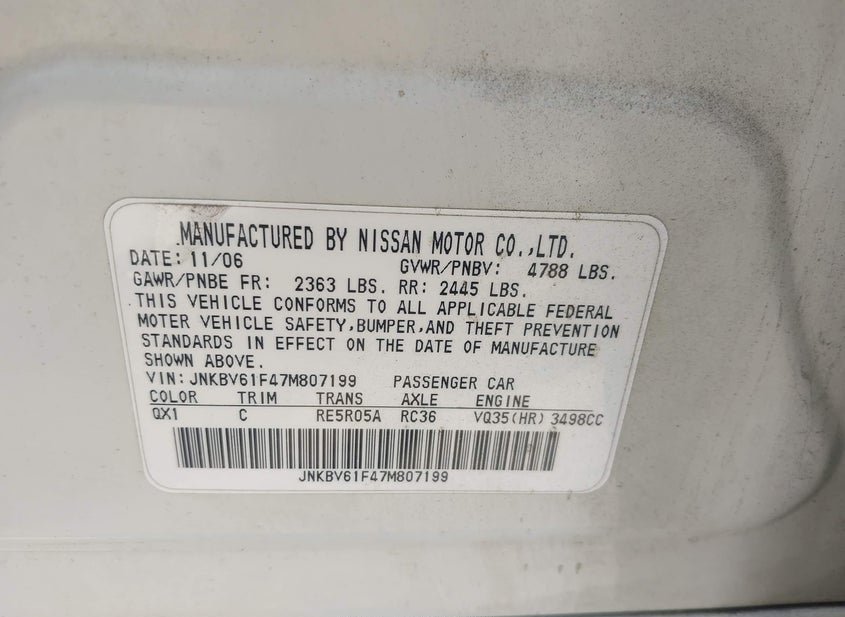 MANUFACTURED BY NISSAN MOTOR CO.,LTD.
DATE: 11/06 GVWR/PNBV: 4788 LBS.
GAWR/PNBE FR: 2363 LBS. RR: 2445 LBS.
THIS VEHICLE CONFORMS TO ALL APPLICABLE FEDERAL
MOTER VEHICLE SAFETY,BUMPER,AND THEFT PREVENTION
STANDARDS IN EFFECT ON THE DATE OF MANUFACTURE
SHOWN ABOVE.
VIN: JNKBV61F47M807199 PASSENGER CAR
COLOR TRIM TRANS AXLE ENGINE
QX1 C RE5R05A RC36 VQ35(HR) 3498CC
JNKBV61F47M807199